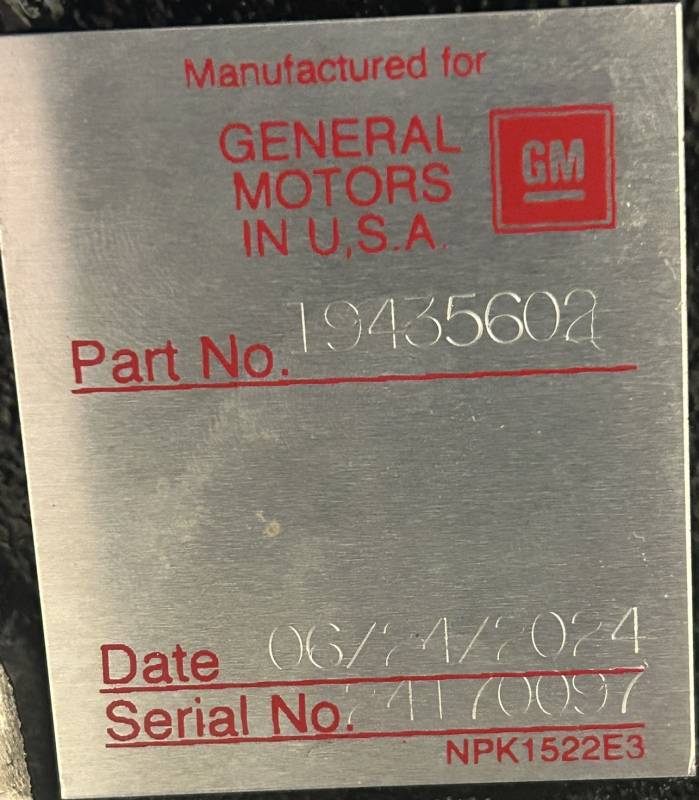 Manufactured for
GENERAL
MOTORS
IN U,S.A.
GM
Part No. 19435602
Date 06/24/2024
Serial No. 24170097
NPK1522E3